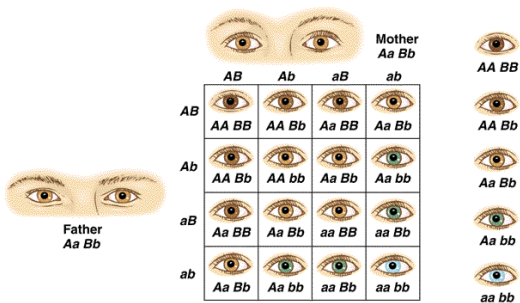 Mother
Aa Bb
AB Ab aB ab
AB
AA BB AA Bb Aa BB Aa Bb
Ab
AA Bb AA bb Aa Bb Aa bb
aB
Aa BB Aa Bb aa BB aa Bb
ab
Aa Bb Aa bb aa Bb aa bb
Father
Aa Bb
AA BB
AA Bb
Aa Bb
Aa bb
aa bb